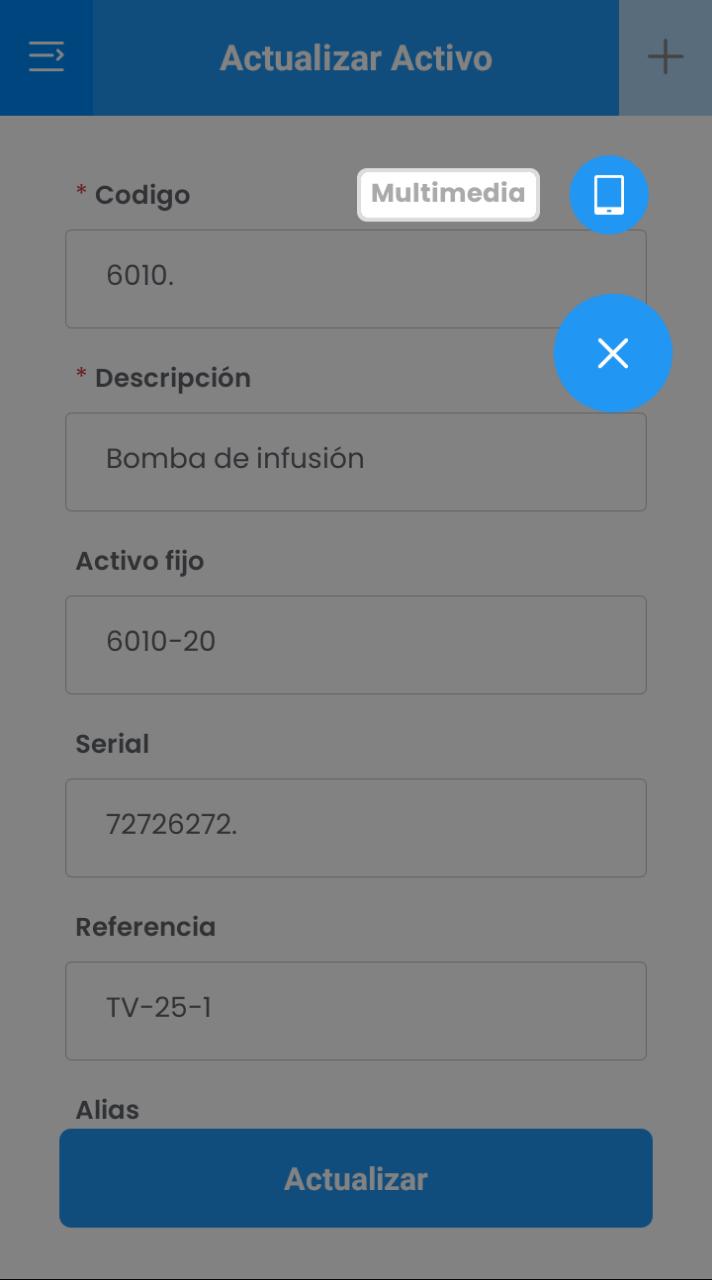 Actualizar Activo
* Codigo
Multimedia
6010.
* Descripción
Bomba de infusión
Activo fijo
6010-20
Serial
72726272.
Referencia
TV-25-1
Alias
Actualizar